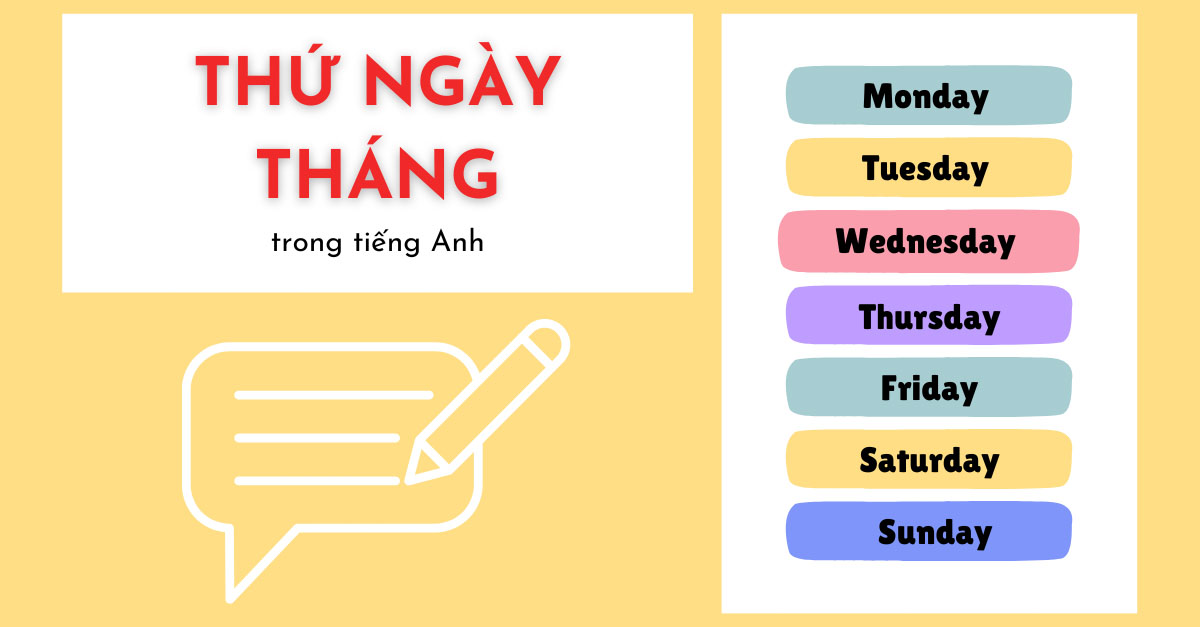 THỨ NGÀY
THÁNG
trong tiếng Anh
Monday
Tuesday
Wednesday
Thursday
Friday
Saturday
Sunday